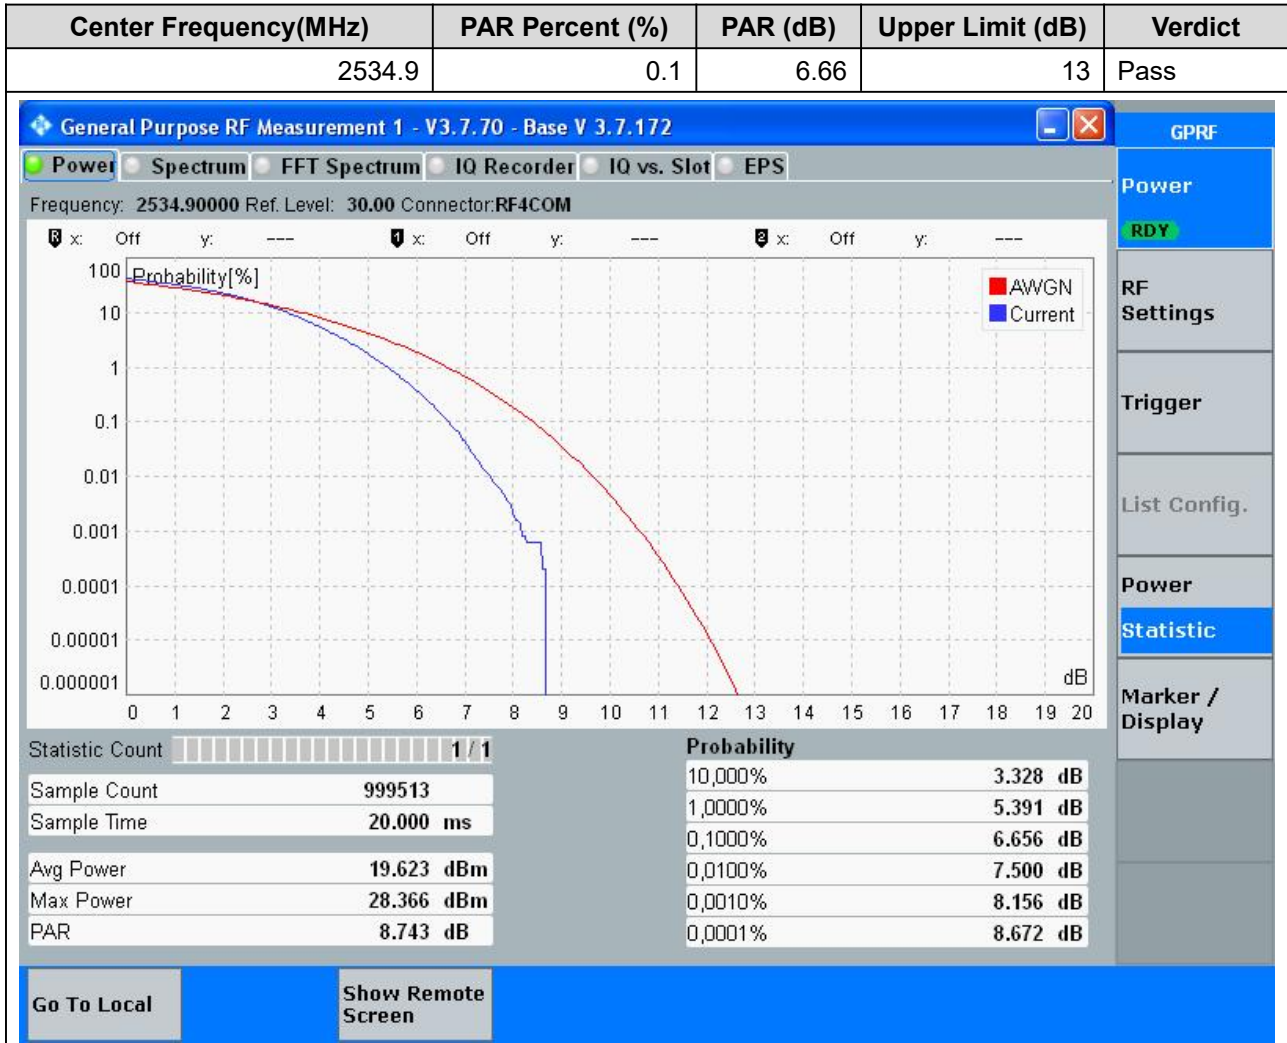 Center Frequency(MHz) PAR Percent (%) PAR (dB) Upper Limit (dB) Verdict
2534.9 0.1 6.66 13 Pass
General Purpose RF Measurement 1 - V3.7.70 - Base V 3.7.172
GPRF
Power Spectrum FFT Spectrum IQ Recorder IQ vs. Slot EPS
Frequency: 2534.90000 Ref. Level: 30.00 Connector:RF4COM
R x: Off y: --- 1 x: Off y: --- 2 x: Off y: ---
Probability[%]
100
10
1
0.1
0.01
0.001
0.0001
0.00001
0.000001
AWGN
Current
dB
0 1 2 3 4 5 6 7 8 9 10 11 12 13 14 15 16 17 18 19 20
Statistic Count 1 / 1
Sample Count 999513
Sample Time 20.000 ms
Avg Power 19.623 dBm
Max Power 28.366 dBm
PAR 8.743 dB
Probability
10,000% 3.328 dB
1,0000% 5.391 dB
0,1000% 6.656 dB
0,0100% 7.500 dB
0,0010% 8.156 dB
0,0001% 8.672 dB
Power
RDY
RF
Settings
Trigger
List Config.
Power
Statistic
Marker /
Display
Go To Local
Show Remote
Screen